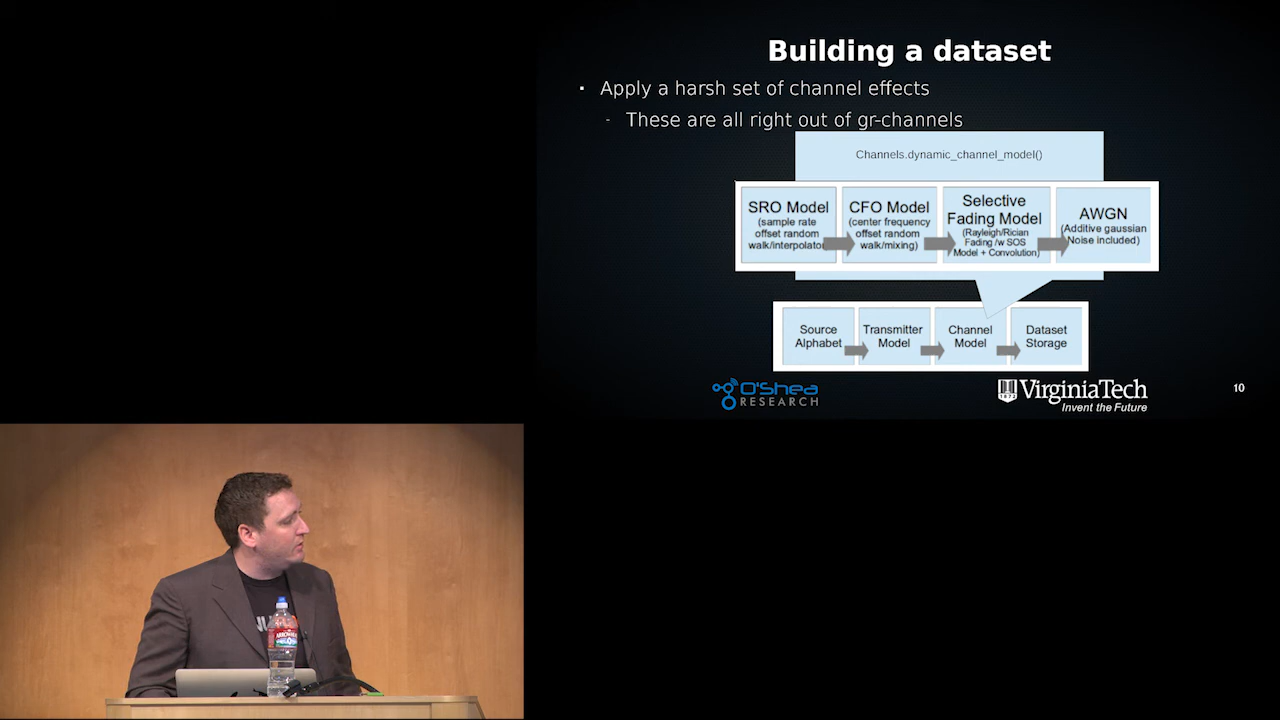 Building a dataset
▪ Apply a harsh set of channel effects
- These are all right out of gr-channels
Channels.dynamic_channel_model()
SRO Model
(sample rate
offset random
walk/interpolator
CFO Model
(center frequency
offset random
walk/mixing)
Selective
Fading Model
(Rayleigh/Rician
Fading /w SOS
Model + Convolution)
AWGN
(Additive gaussian
Noise included)
Source
Alphabet
Transmitter
Model
Channel
Model
Dataset
Storage
O'Shea
RESEARCH
1872
VirginiaTech
Invent the Future
10
ARROWHEAD